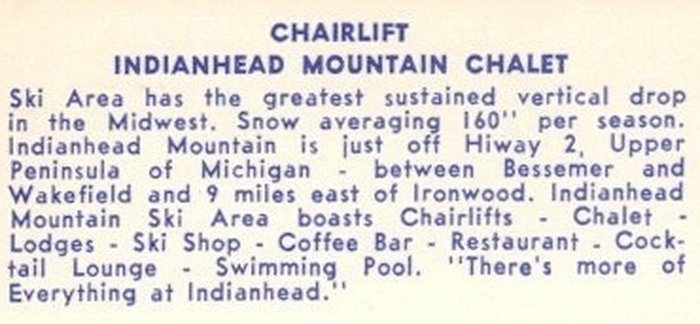 CHAIRLIFT
INDIANHEAD MOUNTAIN CHALET
Ski Area has the greatest sustained vertical drop
in the Midwest. Snow averaging 160'' per season.
Indianhead Mountain is just off Hiway 2, Upper
Peninsula of Michigan - between Bessemer and
Wakefield and 9 miles east of Ironwood. Indianhead
Mountain Ski Area boasts Chairlifts - Chalet -
Lodges - Ski Shop - Coffee Bar - Restaurant - Cock-
tail Lounge - Swimming Pool. ''There's more of
Everything at Indianhead.''